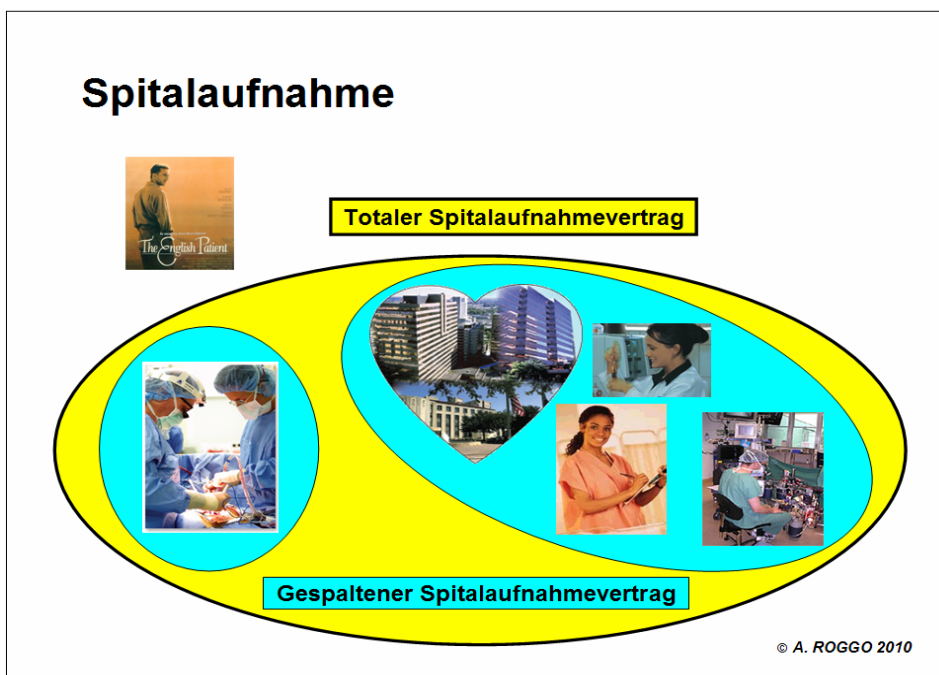 Spitalaufnahme
The English Patient
Totaler Spitalaufnahmevertrag
Gespaltener Spitalaufnahmevertrag
© A. ROGGO 2010